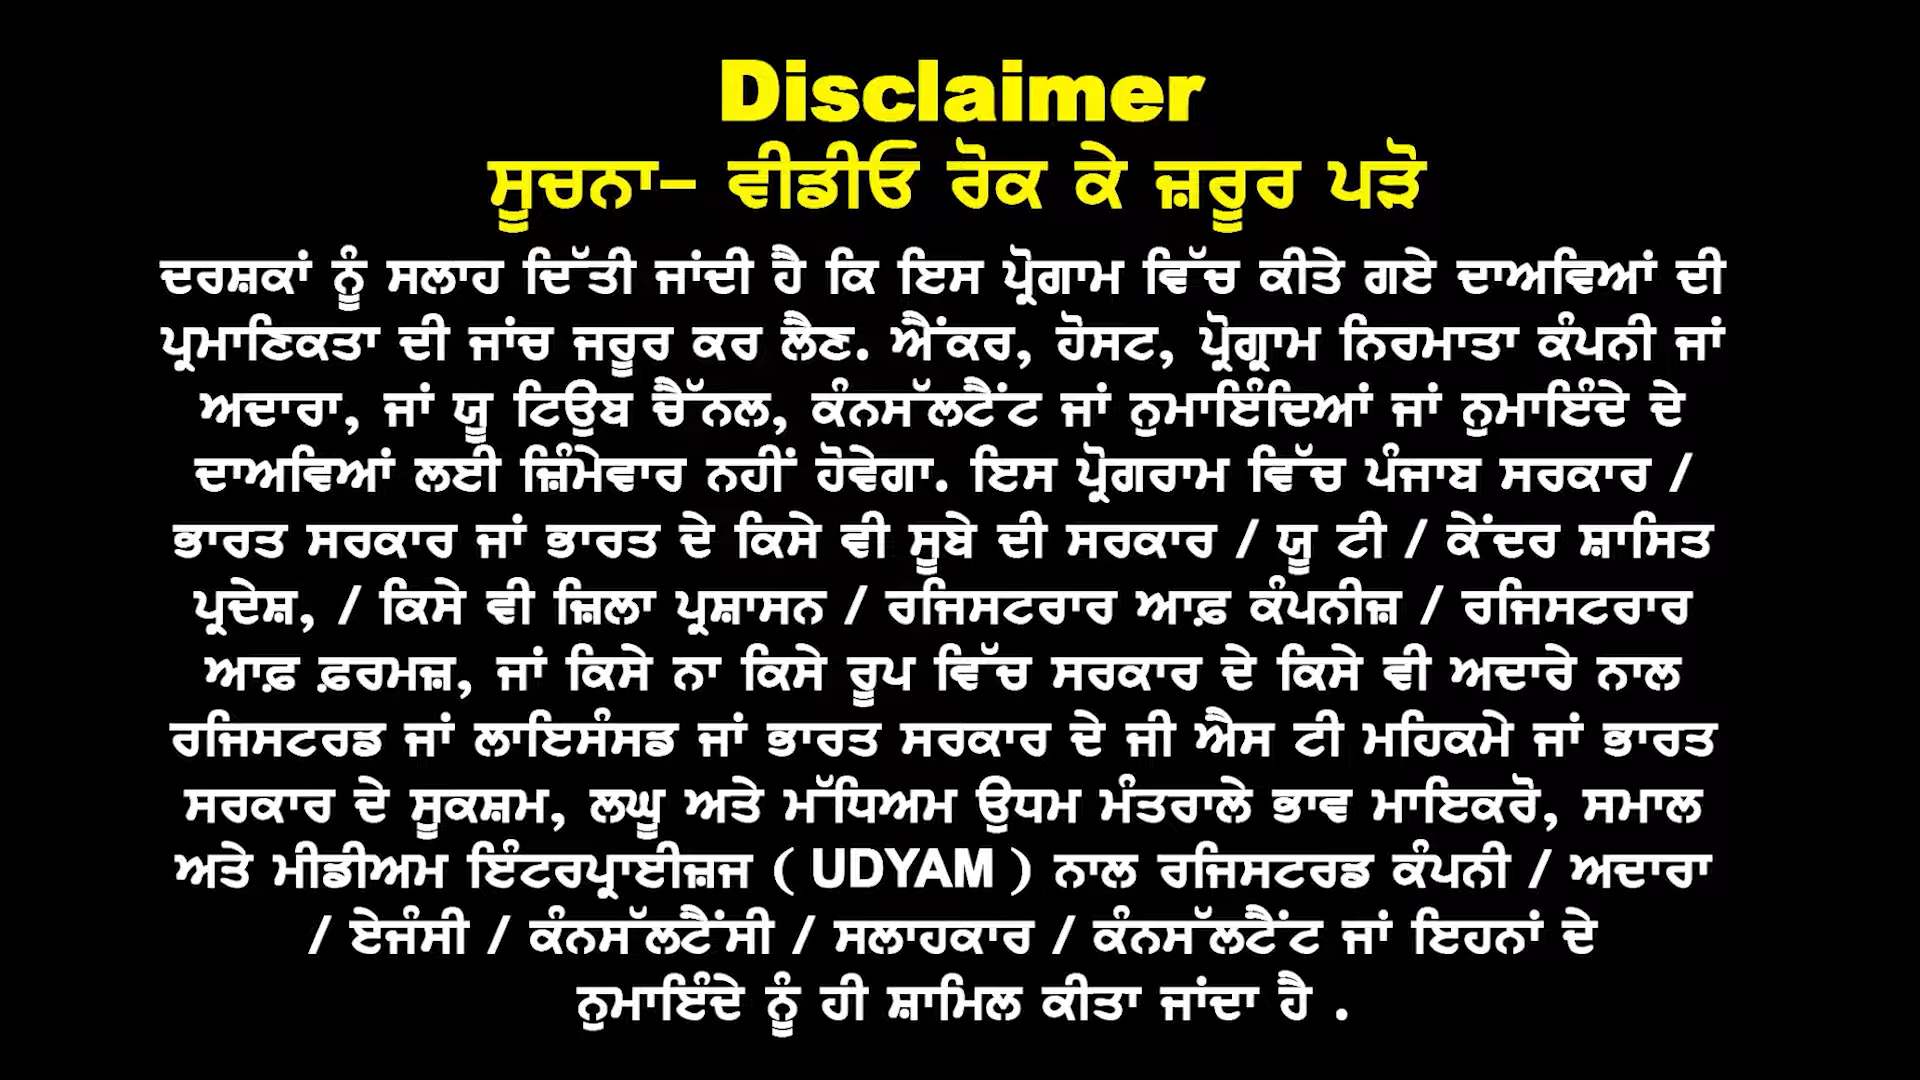 Disclaimer
ਸੂਚਨਾ- ਵੀਡੀਓ ਰੋਕ ਕੇ ਜ਼ਰੂਰ ਪੜੋ
ਦਰਸ਼ਕਾਂ ਨੂੰ ਸਲਾਹ ਦਿੱਤੀ ਜਾਂਦੀ ਹੈ ਕਿ ਇਸ ਪ੍ਰੋਗਾਮ ਵਿੱਚ ਕੀਤੇ ਗਏ ਦਾਅਵਿਆਂ ਦੀ
ਪ੍ਰਮਾਣਿਕਤਾ ਦੀ ਜਾਂਚ ਜਰੂਰ ਕਰ ਲੈਣ. ਐਂਕਰ, ਹੋਸਟ, ਪ੍ਰੋਗ੍ਰਾਮ ਨਿਰਮਾਤਾ ਕੰਪਨੀ ਜਾਂ
ਅਦਾਰਾ, ਜਾਂ ਯੂ ਟਿਊਬ ਚੈੱਨਲ, ਕੰਨਸੱਲਟੈਂਟ ਜਾਂ ਨੁਮਾਇੰਦਿਆਂ ਜਾਂ ਨੁਮਾਇੰਦੇ ਦੇ
ਦਾਅਵਿਆਂ ਲਈ ਜ਼ਿੰਮੇਵਾਰ ਨਹੀਂ ਹੋਵੇਗਾ. ਇਸ ਪ੍ਰੋਗਰਾਮ ਵਿੱਚ ਪੰਜਾਬ ਸਰਕਾਰ /
ਭਾਰਤ ਸਰਕਾਰ ਜਾਂ ਭਾਰਤ ਦੇ ਕਿਸੇ ਵੀ ਸੂਬੇ ਦੀ ਸਰਕਾਰ / ਯੂ ਟੀ / ਕੇਂਦਰ ਸ਼ਾਸਿਤ
ਪ੍ਰਦੇਸ਼, / ਕਿਸੇ ਵੀ ਜ਼ਿਲਾ ਪ੍ਰਸ਼ਾਸਨ / ਰਜਿਸਟਰਾਰ ਆਫ਼ ਕੰਪਨੀਜ਼ / ਰਜਿਸਟਰਾਰ
ਆਫ਼ ਫ਼ਰਮਜ਼, ਜਾਂ ਕਿਸੇ ਨਾ ਕਿਸੇ ਰੂਪ ਵਿੱਚ ਸਰਕਾਰ ਦੇ ਕਿਸੇ ਵੀ ਅਦਾਰੇ ਨਾਲ
ਰਜਿਸਟਰਡ ਜਾਂ ਲਾਇਸੰਸਡ ਜਾਂ ਭਾਰਤ ਸਰਕਾਰ ਦੇ ਜੀ ਐਸ ਟੀ ਮਹਿਕਮੇ ਜਾਂ ਭਾਰਤ
ਸਰਕਾਰ ਦੇ ਸੂਕਸ਼ਮ, ਲਘੂ ਅਤੇ ਮੱਧਿਅਮ ਉਧਮ ਮੰਤਰਾਲੇ ਭਾਵ ਮਾਇਕਰੋ, ਸਮਾਲ
ਅਤੇ ਮੀਡੀਅਮ ਇੰਟਰਪ੍ਰਾਈਜ਼ਜ ( UDYAM ) ਨਾਲ ਰਜਿਸਟਰਡ ਕੰਪਨੀ / ਅਦਾਰਾ
/ ਏਜੰਸੀ / ਕੰਨਸੱਲਟੈਂਸੀ / ਸਲਾਹਕਾਰ / ਕੰਨਸੱਲਟੈਂਟ ਜਾਂ ਇਹਨਾਂ ਦੇ
ਨੁਮਾਇੰਦੇ ਨੂੰ ਹੀ ਸ਼ਾਮਿਲ ਕੀਤਾ ਜਾਂਦਾ ਹੈ .